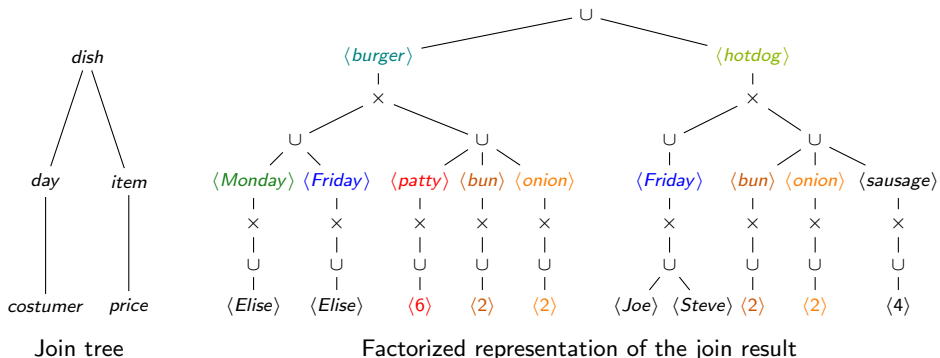 ∪
dish ⟨burger⟩ ⟨hotdog⟩
× ×
∪ ∪ ∪ ∪
day item ⟨Monday⟩ ⟨Friday⟩ ⟨patty⟩ ⟨bun⟩ ⟨onion⟩ ⟨Friday⟩ ⟨bun⟩ ⟨onion⟩ ⟨sausage⟩
× × × × × × × × ×
∪ ∪ ∪ ∪ ∪ ∪ ∪ ∪ ∪
costumer price ⟨Elise⟩ ⟨Elise⟩ ⟨6⟩ ⟨2⟩ ⟨2⟩ ⟨Joe⟩ ⟨Steve⟩ ⟨2⟩ ⟨2⟩ ⟨4⟩
Join tree Factorized representation of the join result